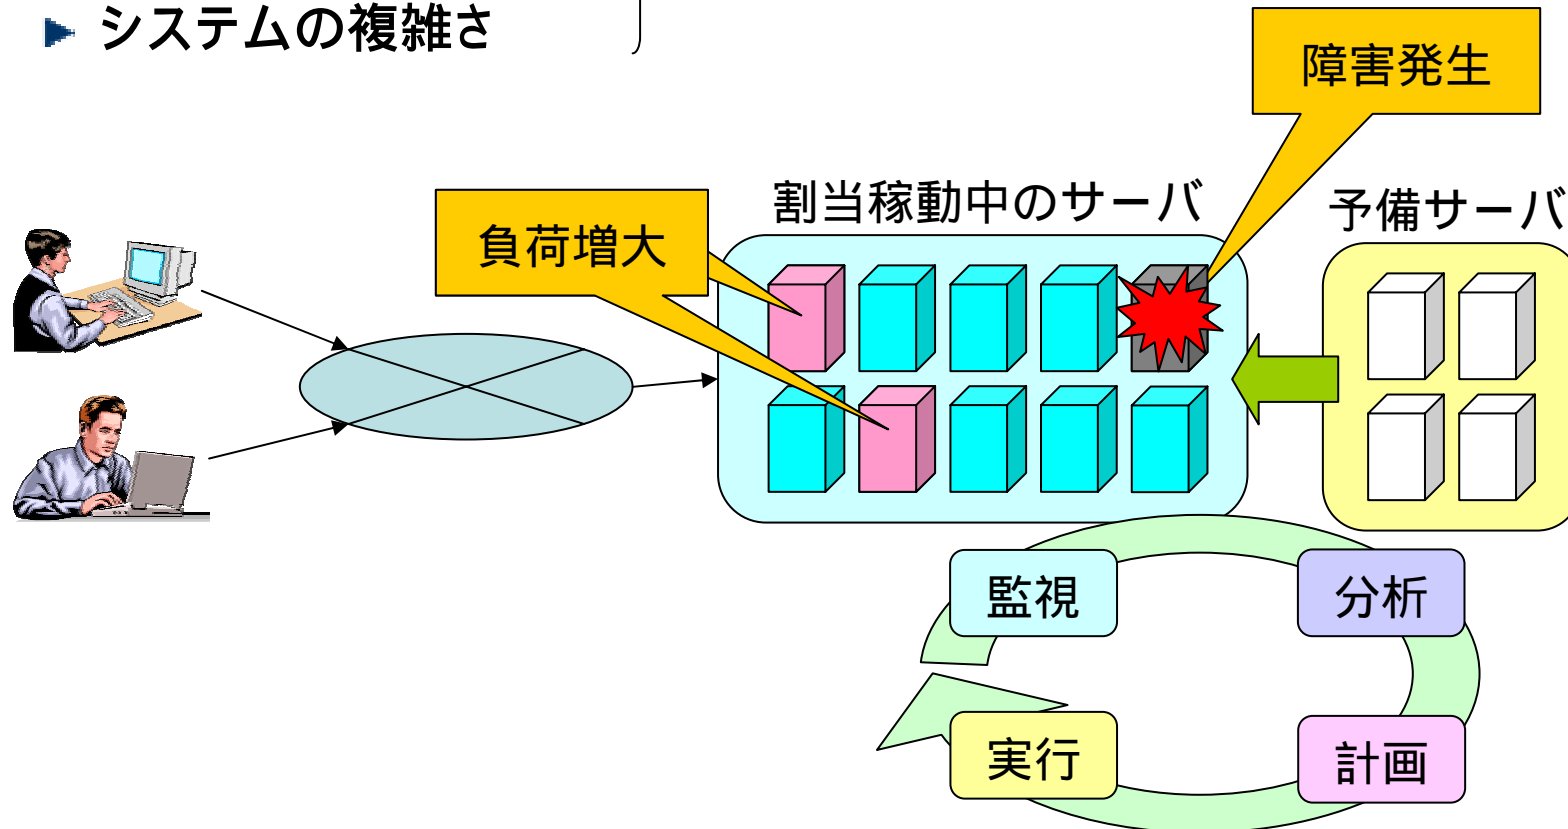 システムの複雑さ
障害発生
割当稼動中のサーバ
予備サーバ
負荷増大
監視
分析
実行
計画